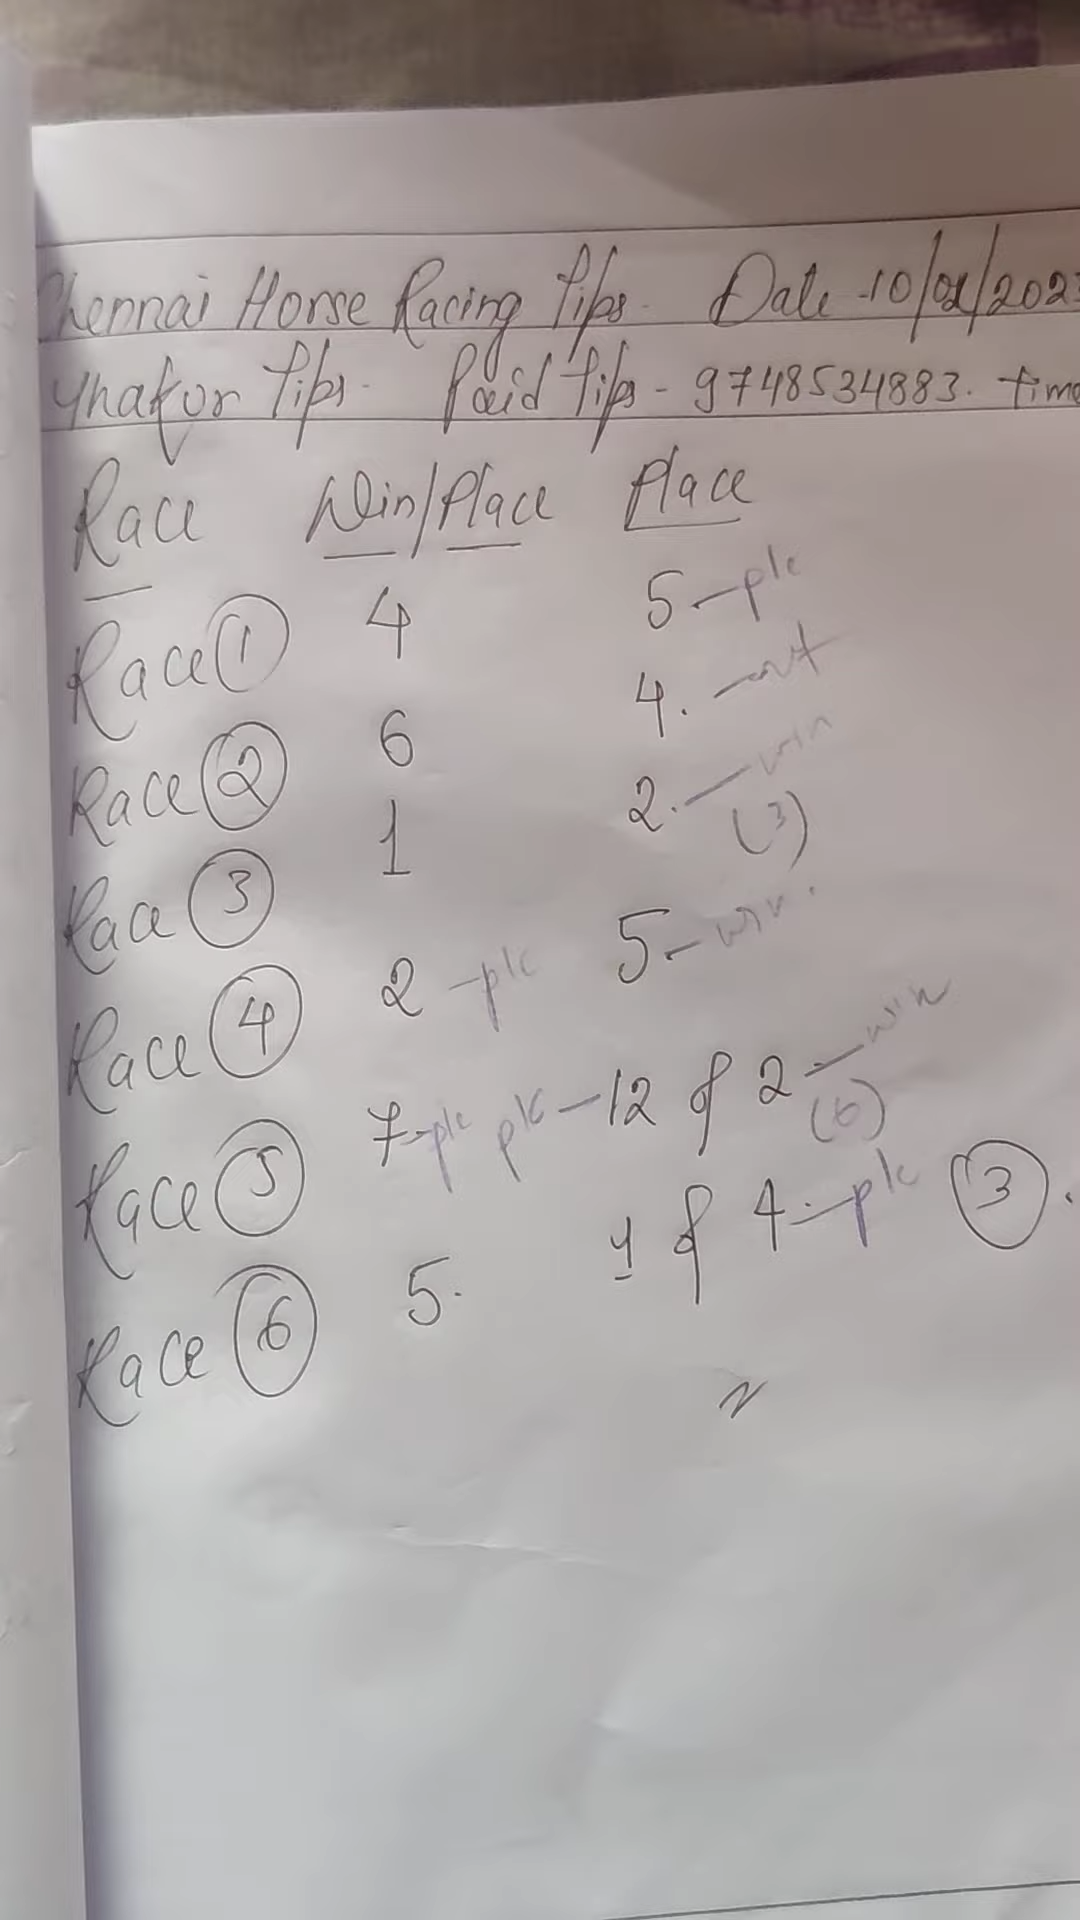 Chennai Horse Racing Tips. Date -10/01/202
Tips - Paid Tips - 9748534883. time
Race Win/Place Place
Race 1 4 5 - plc
Race 2 6 4. - out
Race 3 1 2. - win
(3)
Race 4 2 - plc 5 - win.
Race 5 7 - plc plc - 12 & 2 - win
(6)
Race 6 5. 1 & 4 - plc 3.